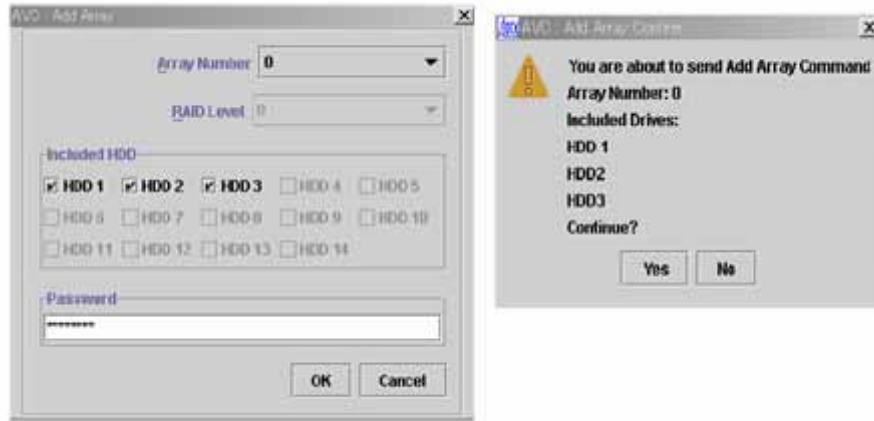 AVO - Add Array
Array Number 0
RAID Level 0
Included HDD
HDD 1 HDD 2 HDD 3 HDD 4 HDD 5
HDD 6 HDD 7 HDD 8 HDD 9 HDD 10
HDD 11 HDD 12 HDD 13 HDD 14
Password
********
OK Cancel
AVO - Add Array Confirm
You are about to send Add Array Command
Array Number: 0
Included Drives:
HDD 1
HDD2
HDD3
Continue?
Yes No